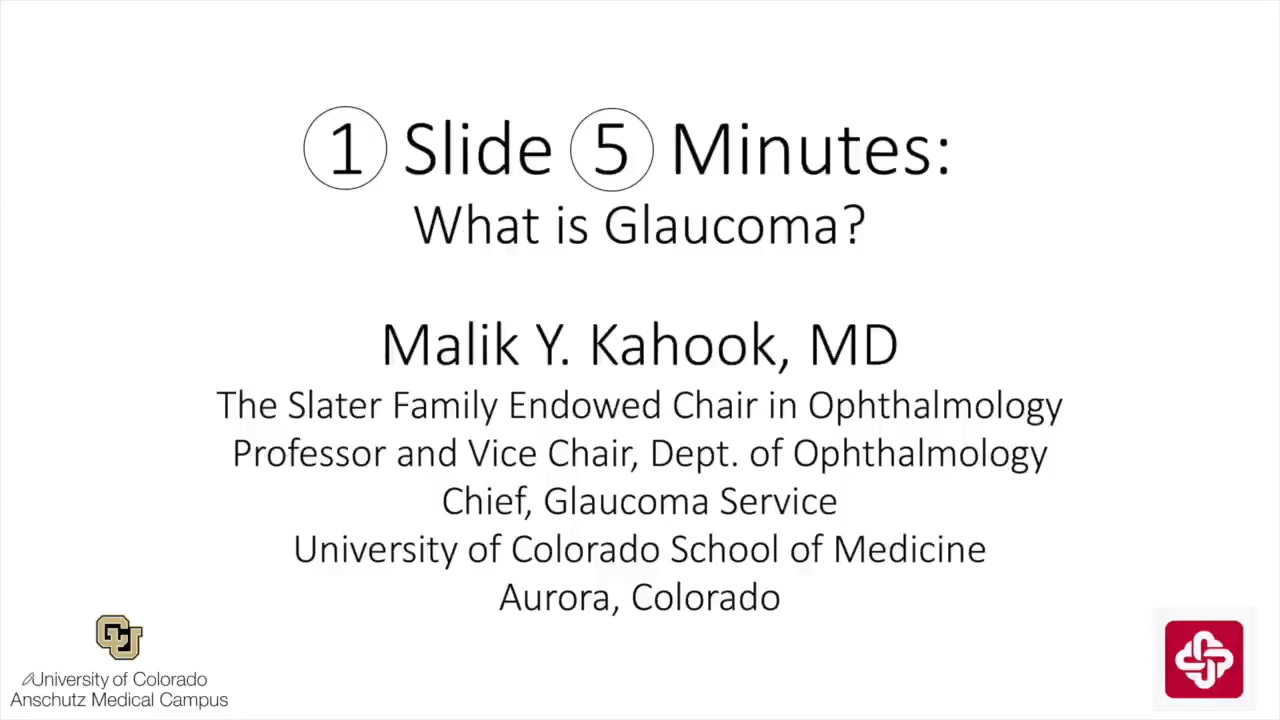 1 Slide 5 Minutes:
What is Glaucoma?
Malik Y. Kahook, MD
The Slater Family Endowed Chair in Ophthalmology
Professor and Vice Chair, Dept. of Ophthalmology
Chief, Glaucoma Service
University of Colorado School of Medicine
Aurora, Colorado
CU
University of Colorado
Anschutz Medical Campus